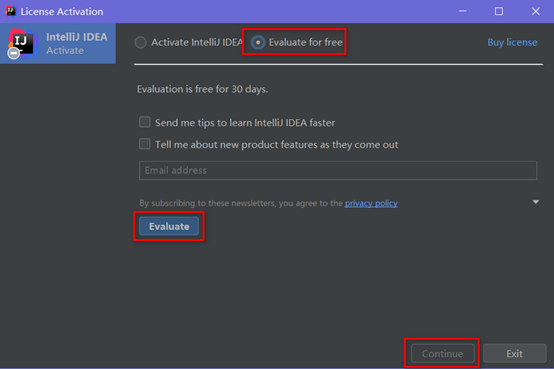 License Activation
IJ IntelliJ IDEA
Activate
Activate IntelliJ IDEA Evaluate for free Buy license
Evaluation is free for 30 days.
Send me tips to learn IntelliJ IDEA faster
Tell me about new product features as they come out
Email address
By subscribing to these newsletters, you agree to the privacy policy
Evaluate
Continue Exit